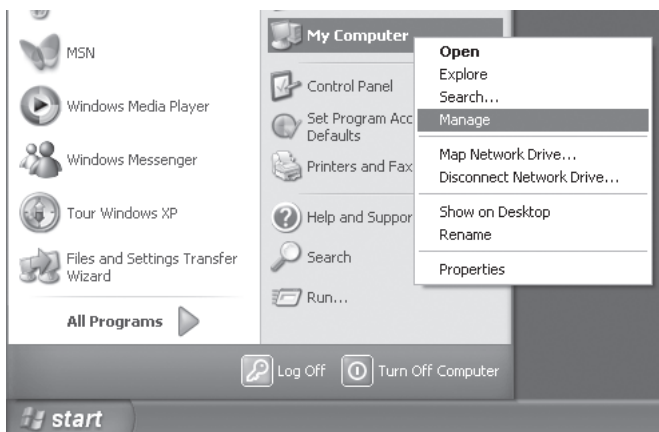 MSN
Windows Media Player
Windows Messenger
Tour Windows XP
Files and Settings Transfer
Wizard
All Programs
My Computer
Control Panel
Set Program Acc
Defaults
Printers and Fax
Help and Suppor
Search
Run...
Open
Explore
Search...
Manage
Map Network Drive...
Disconnect Network Drive...
Show on Desktop
Rename
Properties
Log Off
Turn Off Computer
start